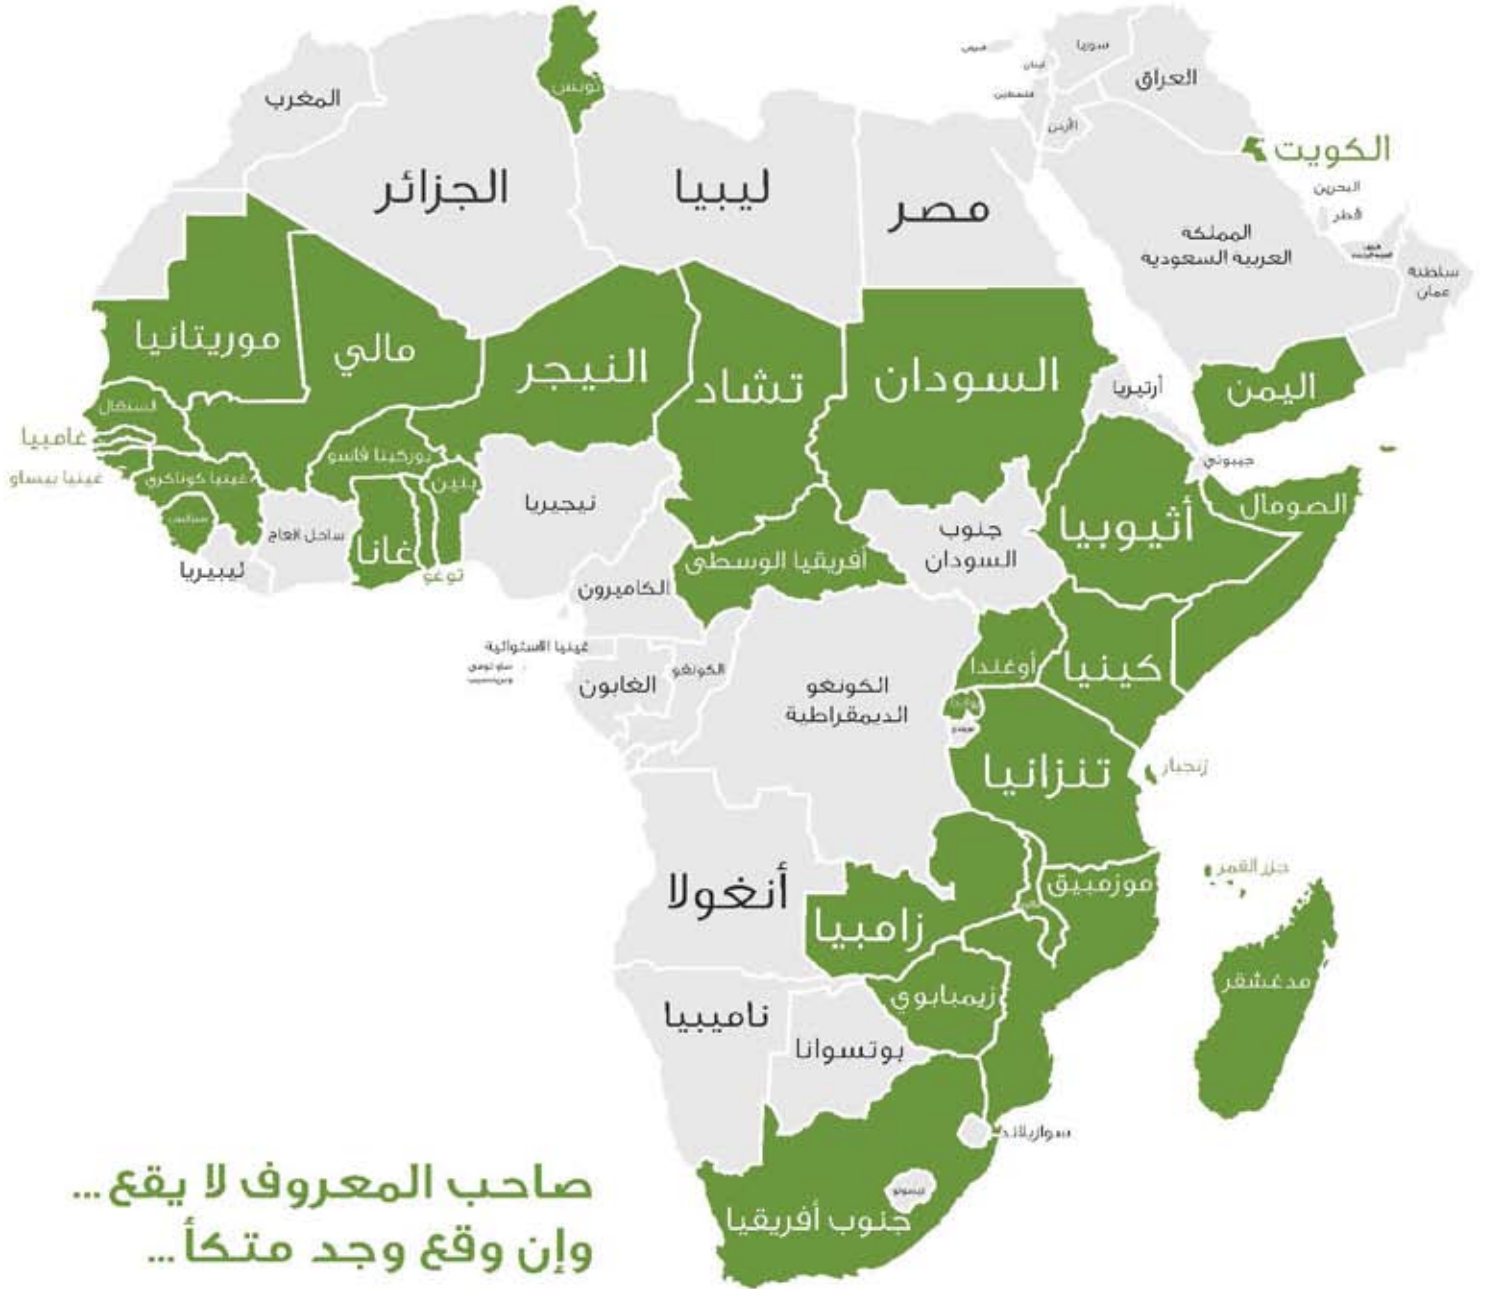 تونس
سوريا
المغرب
العراق
لبنان
فلسطين
الأردن
الكويت
البحرين
قطر
الجزائر
ليبيا
مصر
المملكة
العربية السعودية
سلطنة
عمان
موريتانيا
مالي
النيجر
تشاد
السودان
أرتيريا
اليمن
غامبيا
بوركينا فاسو
جيبوتي
غينيا بيساو
غينيا كوناكري
بنين
نيجيريا
الصومال
ساحل العاج
غانا
جنوب
السودان
أثيوبيا
ليبيريا
توغو
الكاميرون
أفريقيا الوسطى
غينيا الاستوائية
الغابون
الكونغو
الكونغو
الديمقراطية
أوغندا
كينيا
تنزانيا
زنجبار
أنغولا
زامبيا
موزمبيق
جزر القمر
ناميبيا
زيمبابوي
مدغشقر
بوتسوانا
سوازيلاند
جنوب أفريقيا
صاحب المعروف لا يقع ...
وإن وقع وجد متكأ ...